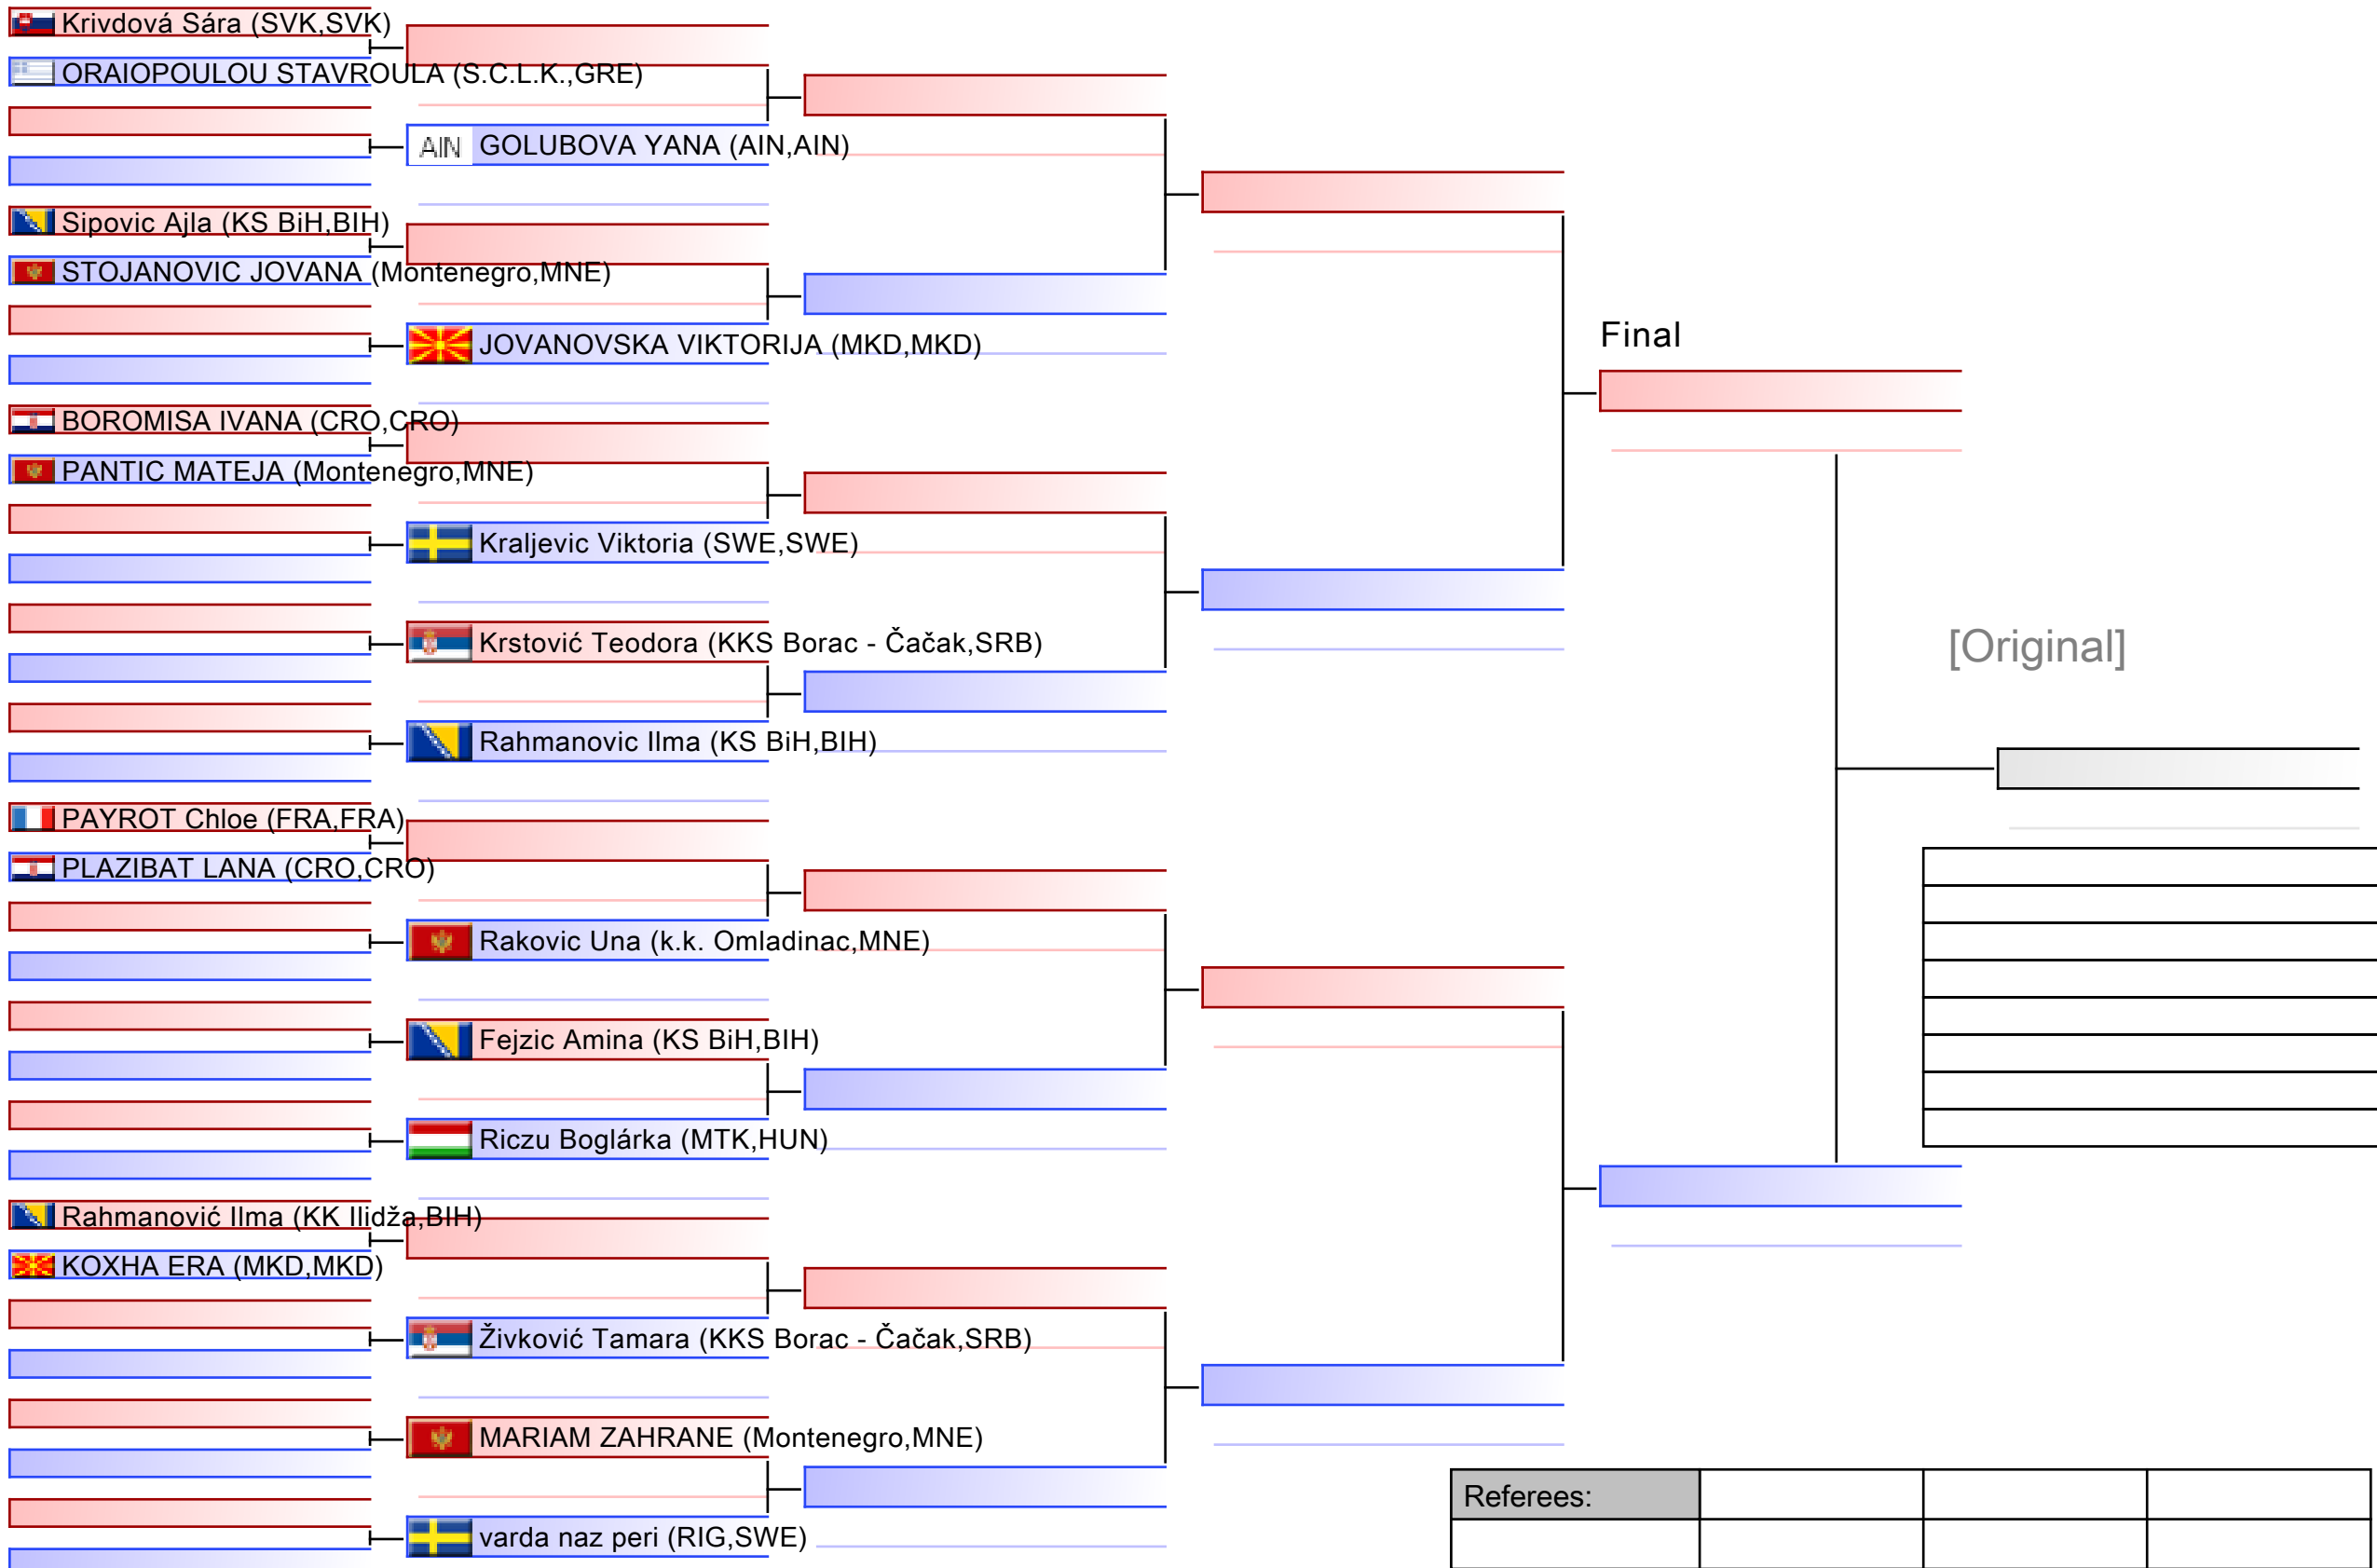 Krivdová Sára (SVK,SVK)
ORAIOPOULOU STAVROULA (S.C.L.K.,GRE)
AIN GOLUBOVA YANA (AIN,AIN)
Sipovic Ajla (KS BiH,BIH)
STOJANOVIC JOVANA (Montenegro,MNE)
JOVANOVSKA VIKTORIJA (MKD,MKD)
Final
BOROMISA IVANA (CRO,CRO)
PANTIC MATEJA (Montenegro,MNE)
Kraljevic Viktoria (SWE,SWE)
Krstović Teodora (KKS Borac - Čačak,SRB)
[Original]
Rahmanovic Ilma (KS BiH,BIH)
PAYROT Chloe (FRA,FRA)
PLAZIBAT LANA (CRO,CRO)
Rakovic Una (k.k. Omladinac,MNE)
Fejzic Amina (KS BiH,BIH)
Riczu Boglárka (MTK,HUN)
Rahmanović Ilma (KK Ilidža,BIH)
KOXHA ERA (MKD,MKD)
Živković Tamara (KKS Borac - Čačak,SRB)
MARIAM ZAHRANE (Montenegro,MNE)
Referees:
varda naz peri (RIG,SWE)